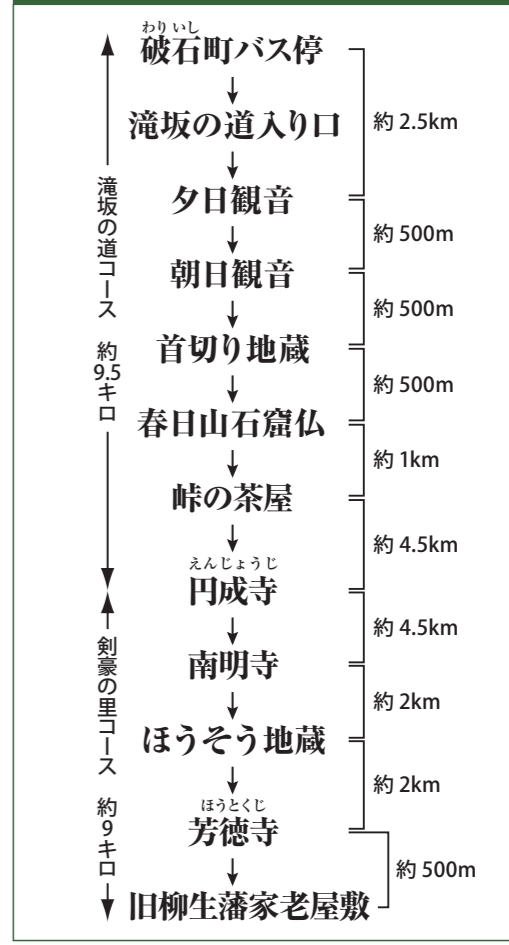 わりいし
破石町バス停
滝坂の道入り口
約 2.5km
夕日観音
約 500m
朝日観音
約 500m
首切り地蔵
約 500m
春日山石窟仏
約 1km
峠の茶屋
約 4.5km
えんじょうじ
円成寺
約 4.5km
南明寺
約 2km
ほうそう地蔵
約 2km
ほうとくじ
芳徳寺
約 500m
旧柳生藩家老屋敷
滝坂の道コース 約9.5キロ
剣豪の里コース 約9キロ